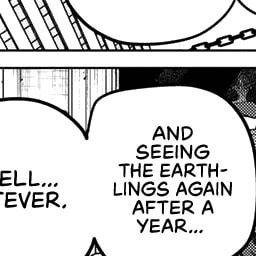 AND
SEEING
THE EARTH-
LINGS AGAIN
AFTER A
YEAR...
ELL...
EVER.